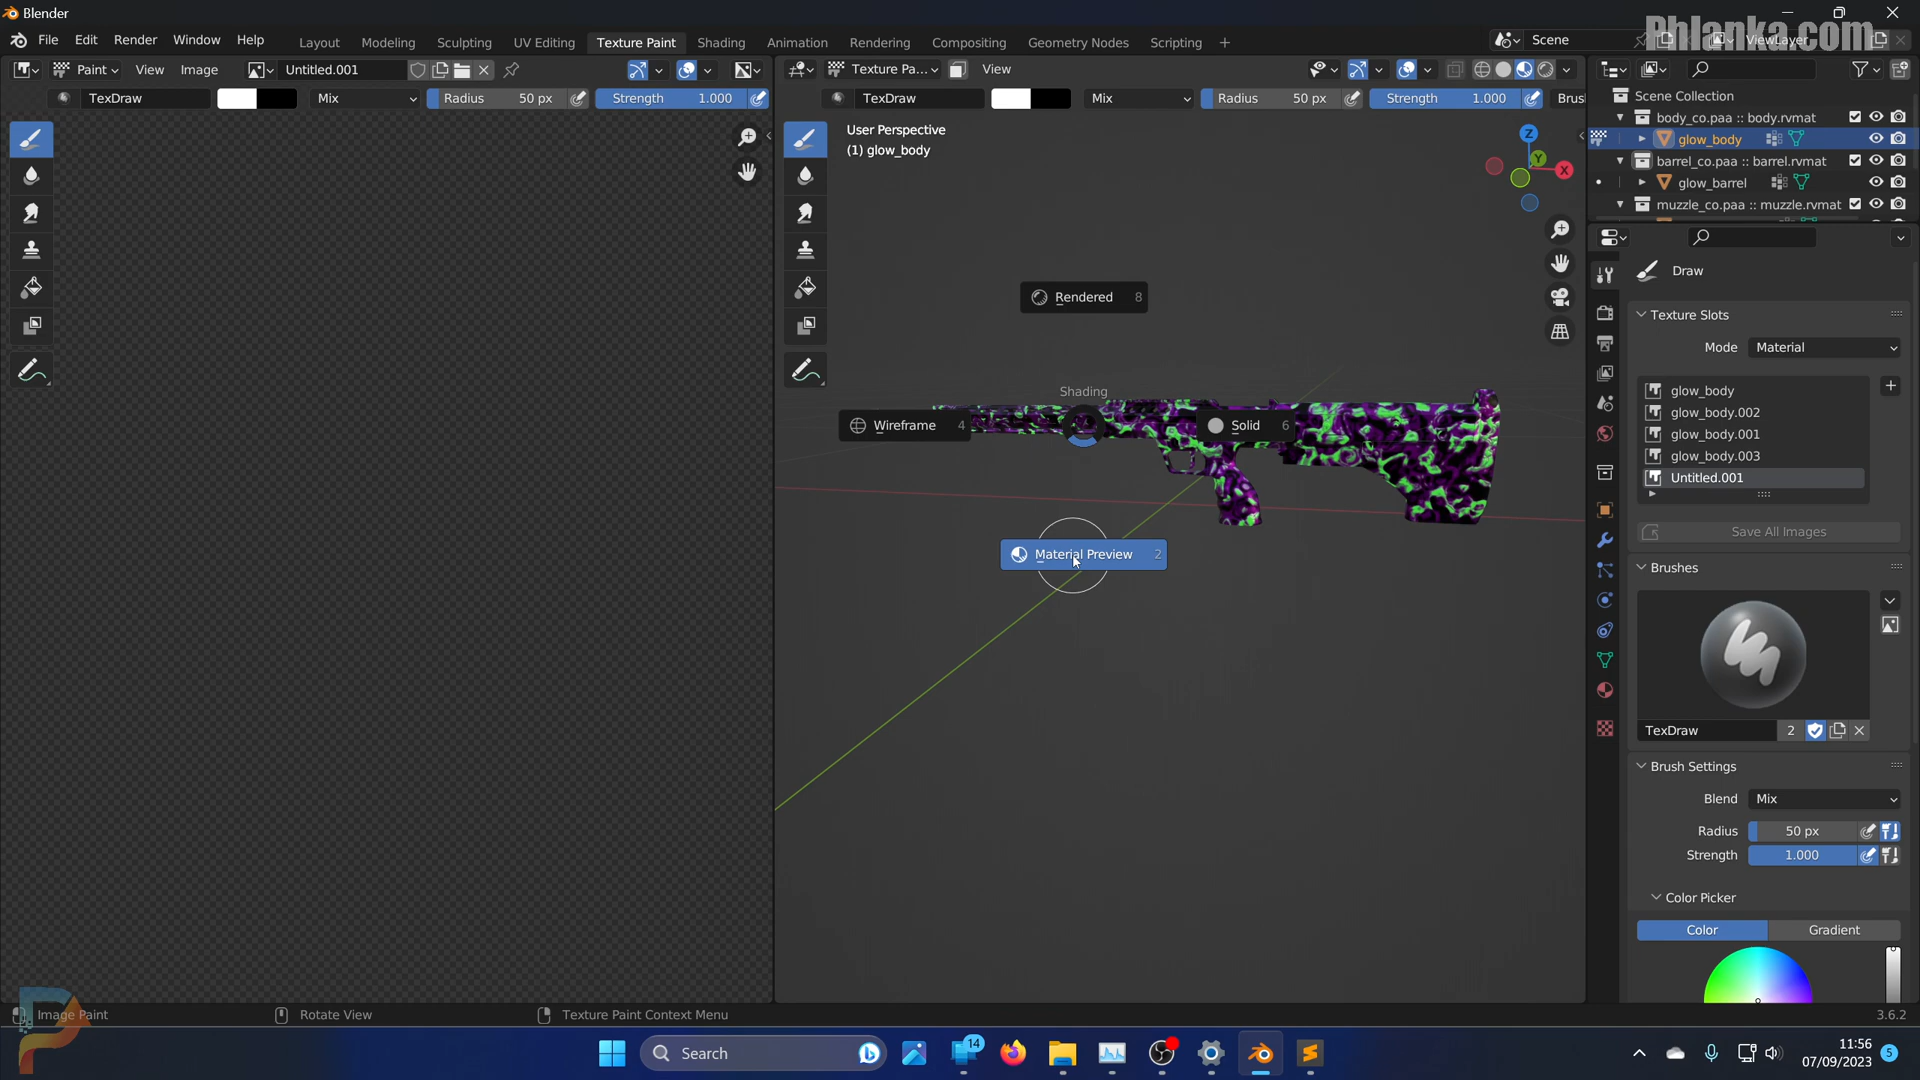 Blender
File Edit Render Window Help
Layout Modeling Sculpting UV Editing Texture Paint Shading Animation Rendering Compositing Geometry Nodes Scripting +
Scene
ViewLayer
Phlanka.com
Paint View Image Untitled.001
Texture Pa... View
TexDraw Mix Radius 50 px Strength 1.000
TexDraw Mix Radius 50 px Strength 1.000 Brus
User Perspective
(1) glow_body
Z
Y
X
Rendered 8
Shading
Wireframe 4
Solid 6
Material Preview 2
Scene Collection
body_co.paa :: body.rvmat
glow_body
barrel_co.paa :: barrel.rvmat
glow_barrel
muzzle_co.paa :: muzzle.rvmat
Draw
Texture Slots
Mode Material
glow_body
glow_body.002
glow_body.001
glow_body.003
Untitled.001
Save All Images
Brushes
TexDraw 2
Brush Settings
Blend Mix
Radius 50 px
Strength 1.000
Color Picker
Color Gradient
Image Paint Rotate View Texture Paint Context Menu 3.6.2
Search
14
11:56
07/09/2023
5